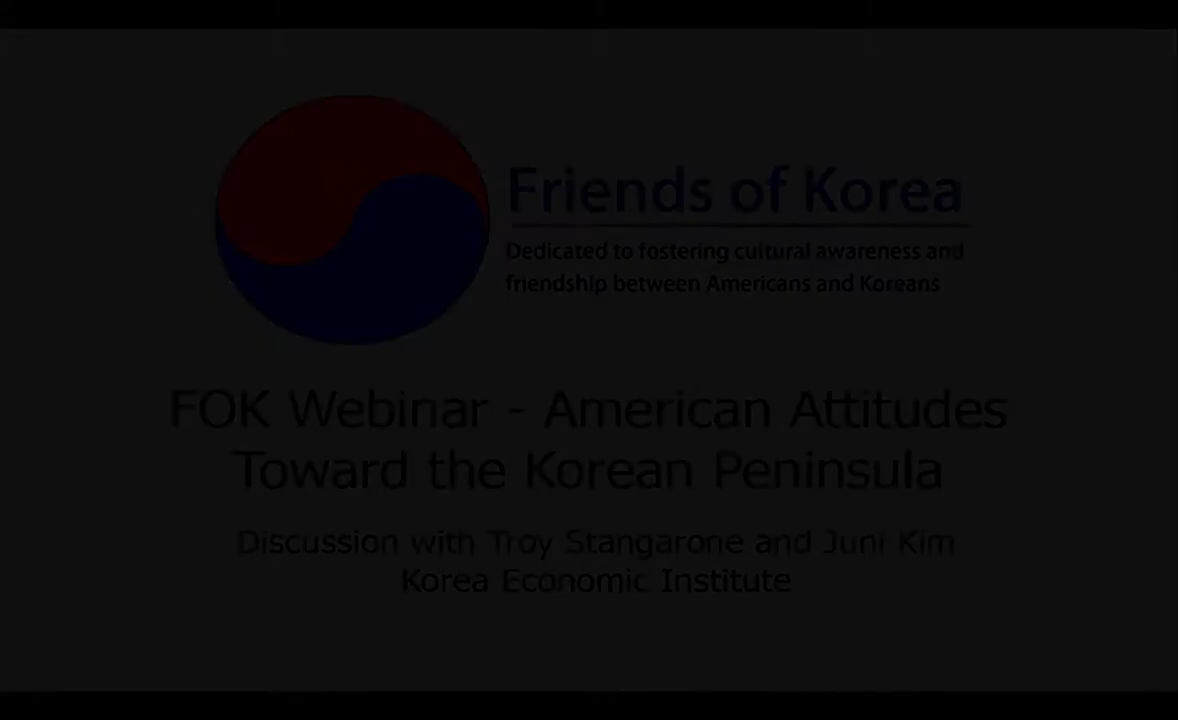 Friends of Korea
Dedicated to fostering cultural awareness and
friendship between Americans and Koreans
FOK Webinar - American Attitudes
Toward the Korean Peninsula
Discussion with Troy Stangarone and Juni Kim
Korea Economic Institute